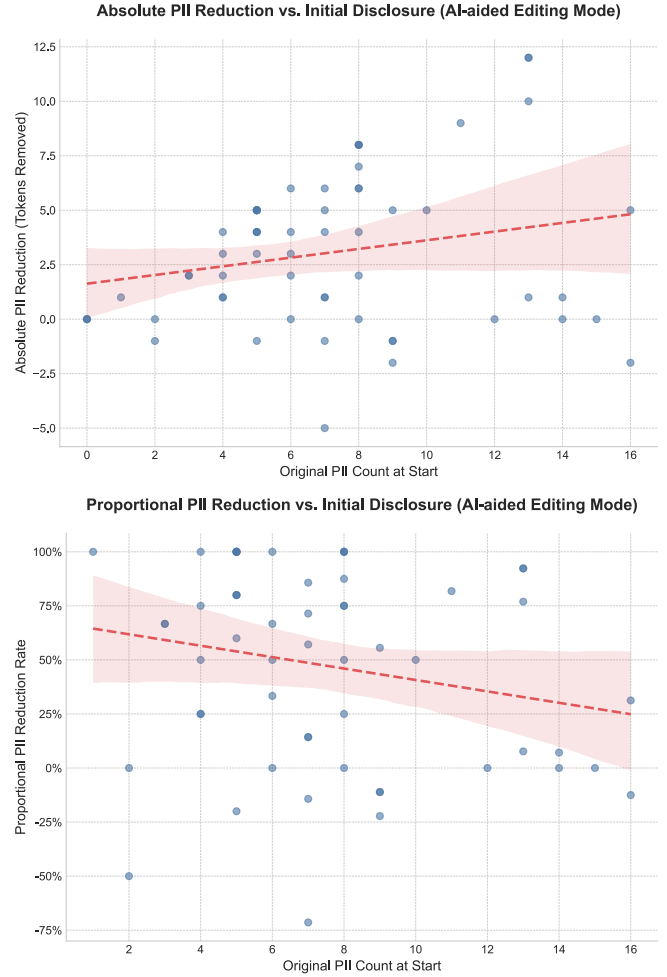 Absolute PII Reduction vs. Initial Disclosure (AI-aided Editing Mode)
12.5
10.0
7.5
5.0
2.5
0.0
−2.5
−5.0
Absolute PII Reduction (Tokens Removed)
0 2 4 6 8 10 12 14 16
Original PII Count at Start
Proportional PII Reduction vs. Initial Disclosure (AI-aided Editing Mode)
100%
75%
50%
25%
0%
-25%
-50%
-75%
Proportional PII Reduction Rate
2 4 6 8 10 12 14 16
Original PII Count at Start